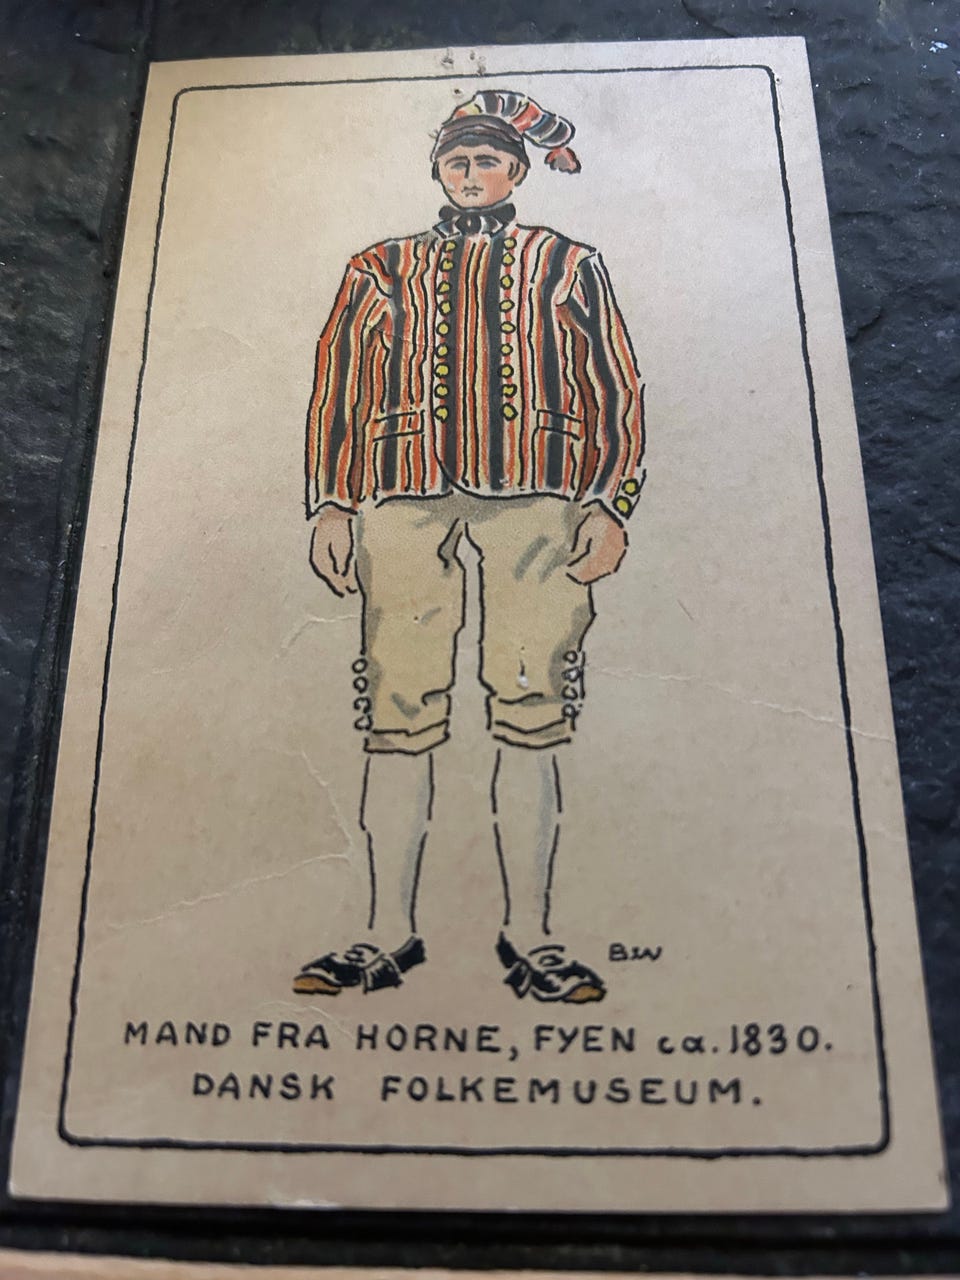 BW
MAND FRA HORNE, FYEN ca. 1830.
DANSK FOLKEMUSEUM.